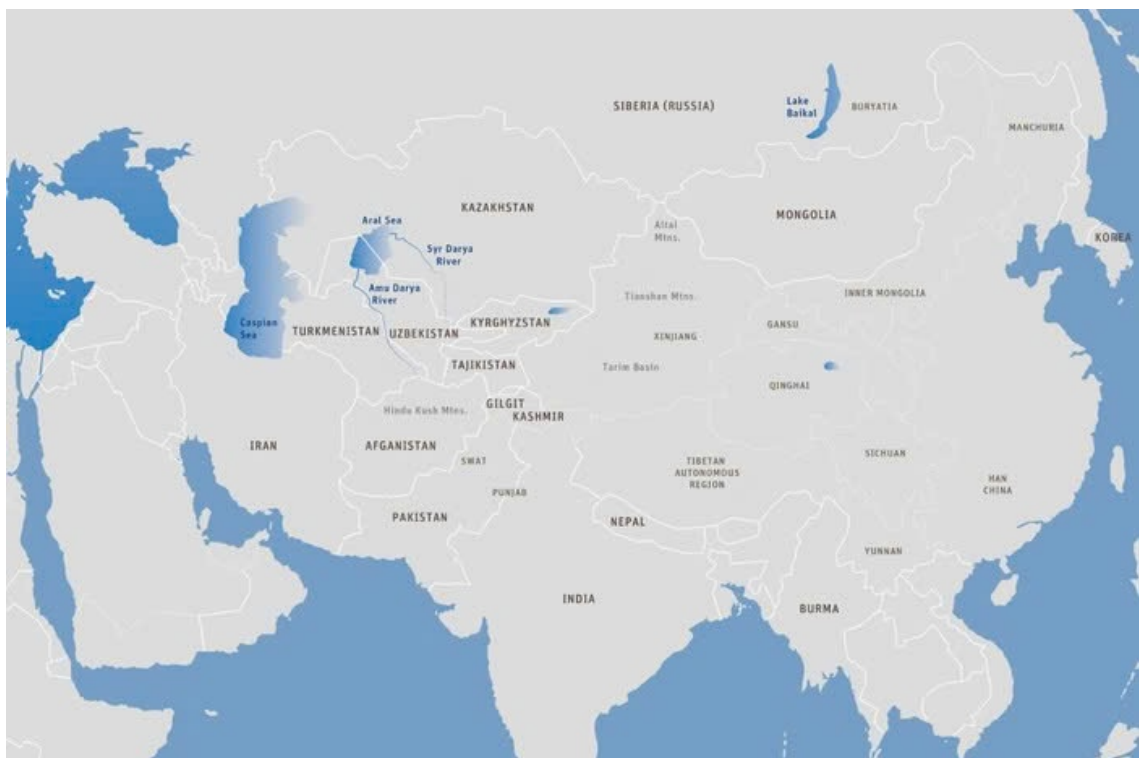 SIBERIA (RUSSIA)
Lake
Baikal
BURYATIA
MANCHURIA
KAZAKHSTAN
Aral Sea
Altai
Mtns.
MONGOLIA
KOREA
Syr Darya
River
Amu Darya
River
Tianshan Mtns.
INNER MONGOLIA
Caspian
Sea
TURKMENISTAN
UZBEKISTAN
KYRGHYZSTAN
XINJIANG
GANSU
TAJIKISTAN
Tarim Basin
QINGHAI
Hindu Kush Mtns.
GILGIT
KASHMIR
IRAN
AFGANISTAN
SWAT
TIBETAN
AUTONOMOUS
REGION
SICHUAN
HAN
CHINA
PUNJAB
PAKISTAN
NEPAL
YUNNAN
INDIA
BURMA